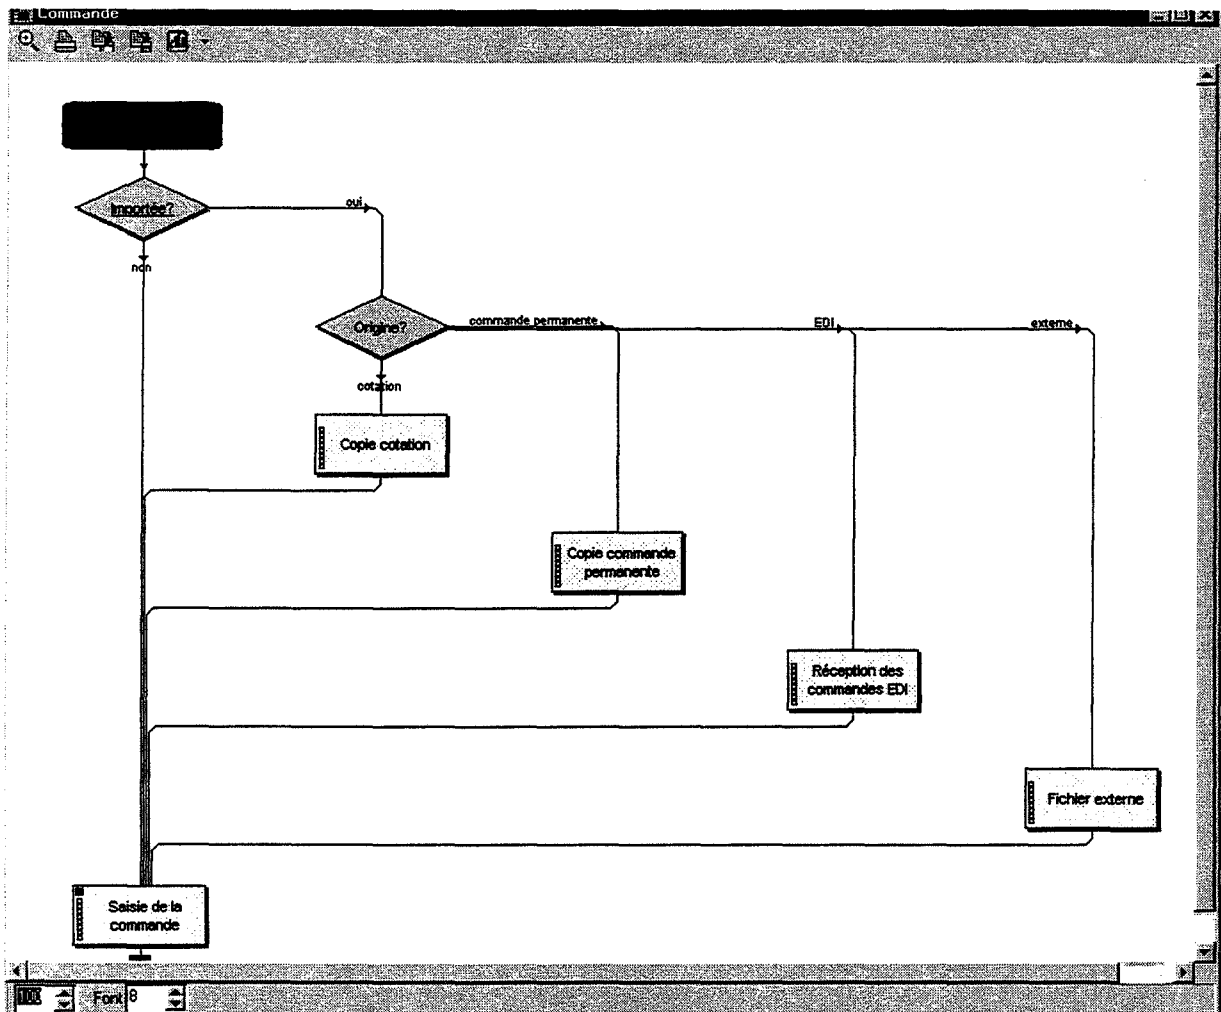 Commande
Importée?
oui
non
Origine?
commande permanente
EDI
externe
cotation
Copie cotation
Copie commande
permanente
Réception des
commandes EDI
Fichier externe
Saisie de la
commande
100
Font 8